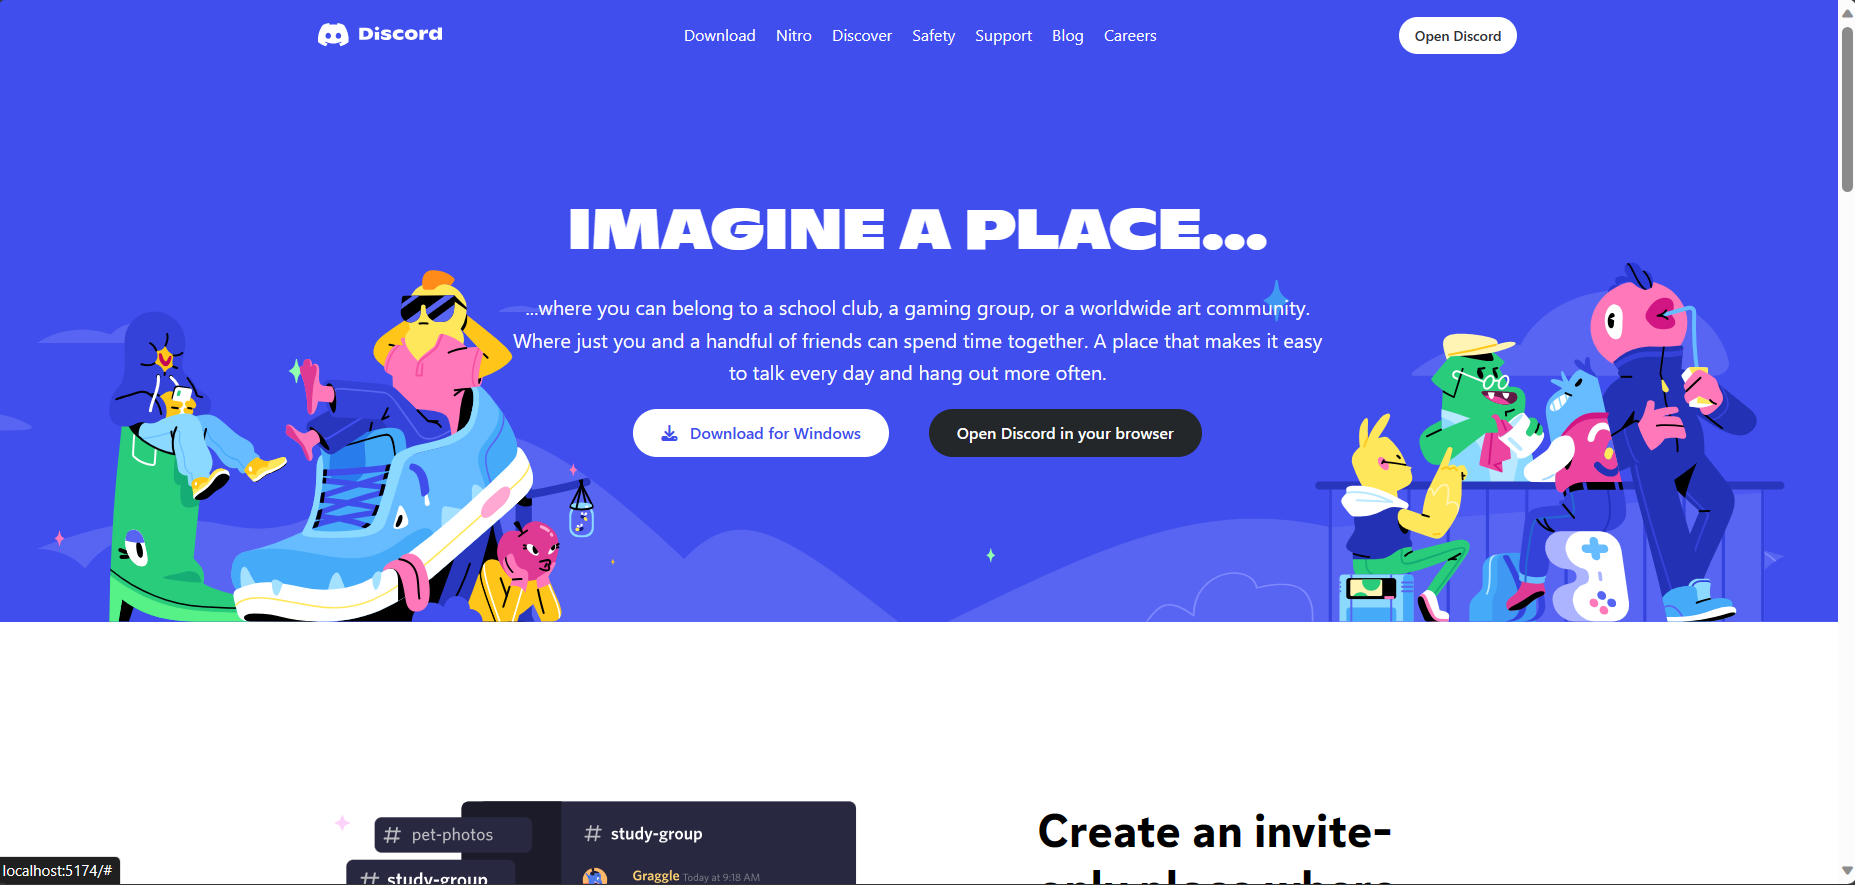 Discord
Download Nitro Discover Safety Support Blog Careers
Open Discord
IMAGINE A PLACE...
...where you can belong to a school club, a gaming group, or a worldwide art community.
Where just you and a handful of friends can spend time together. A place that makes it easy
to talk every day and hang out more often.
Download for Windows
Open Discord in your browser
# pet-photos
# study-group
# study-group
Graggle Today at 9:18 AM
Create an invite-
only place where
localhost:5174/#